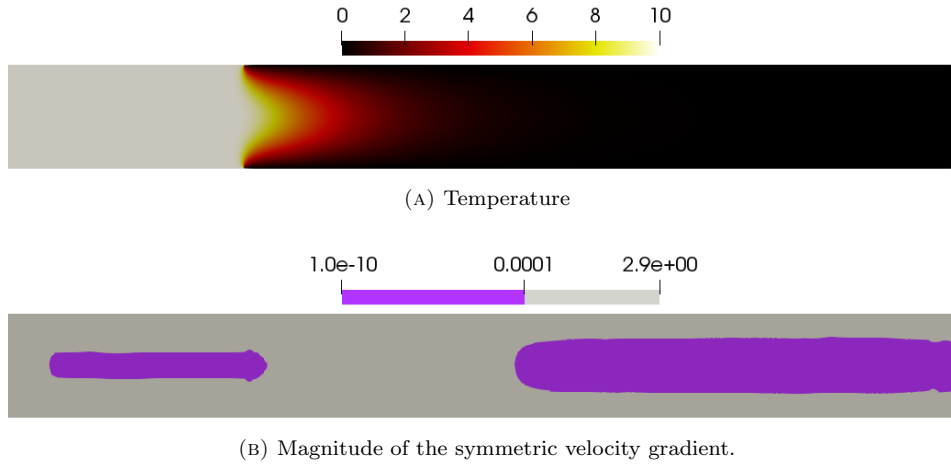 0 2 4 6 8 10
(A) Temperature
1.0e-10 0.0001 2.9e+00
(B) Magnitude of the symmetric velocity gradient.